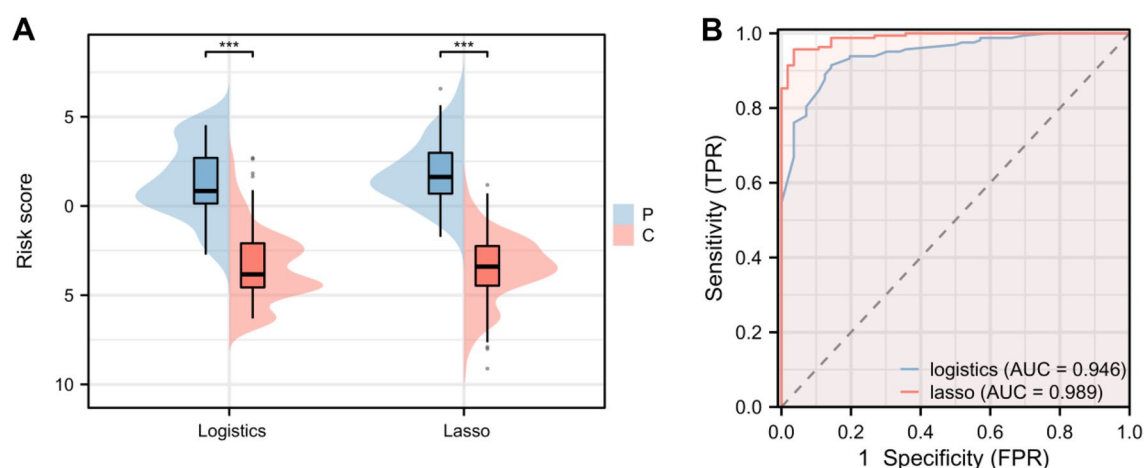 A
***
***
5
0
5
10
Risk score
Logistics
Lasso
P
C
B
1.0
0.8
0.6
0.4
0.2
0.0
Sensitivity (TPR)
logistics (AUC = 0.946)
lasso (AUC = 0.989)
0.0 0.2 0.4 0.6 0.8 1.0
1 Specificity (FPR)